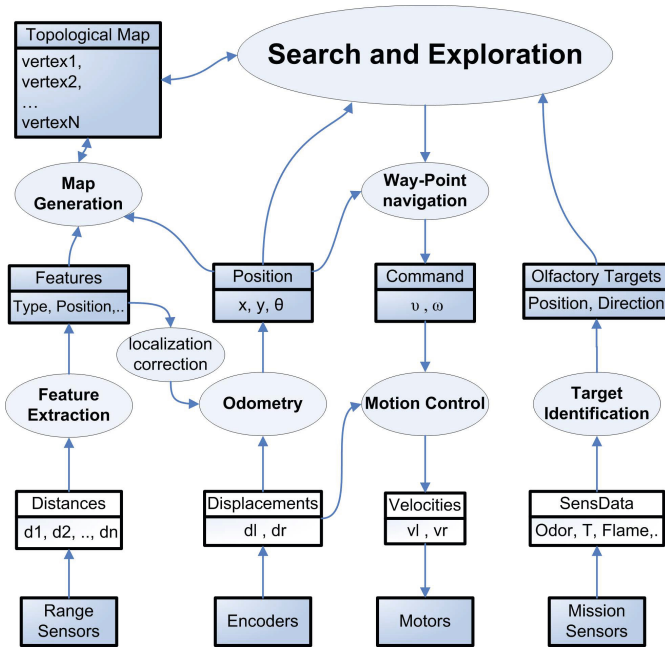 Topological Map
vertex1,
vertex2,
...
vertexN
Search and Exploration
Map
Generation
Way-Point
navigation
Features
Type, Position,..
Position
x, y, θ
Command
υ , ω
Olfactory Targets
Position, Direction
localization
correction
Feature
Extraction
Odometry
Motion Control
Target
Identification
Distances
d1, d2, .., dn
Displacements
dl , dr
Velocities
vl , vr
SensData
Odor, T, Flame,.
Range
Sensors
Encoders
Motors
Mission
Sensors